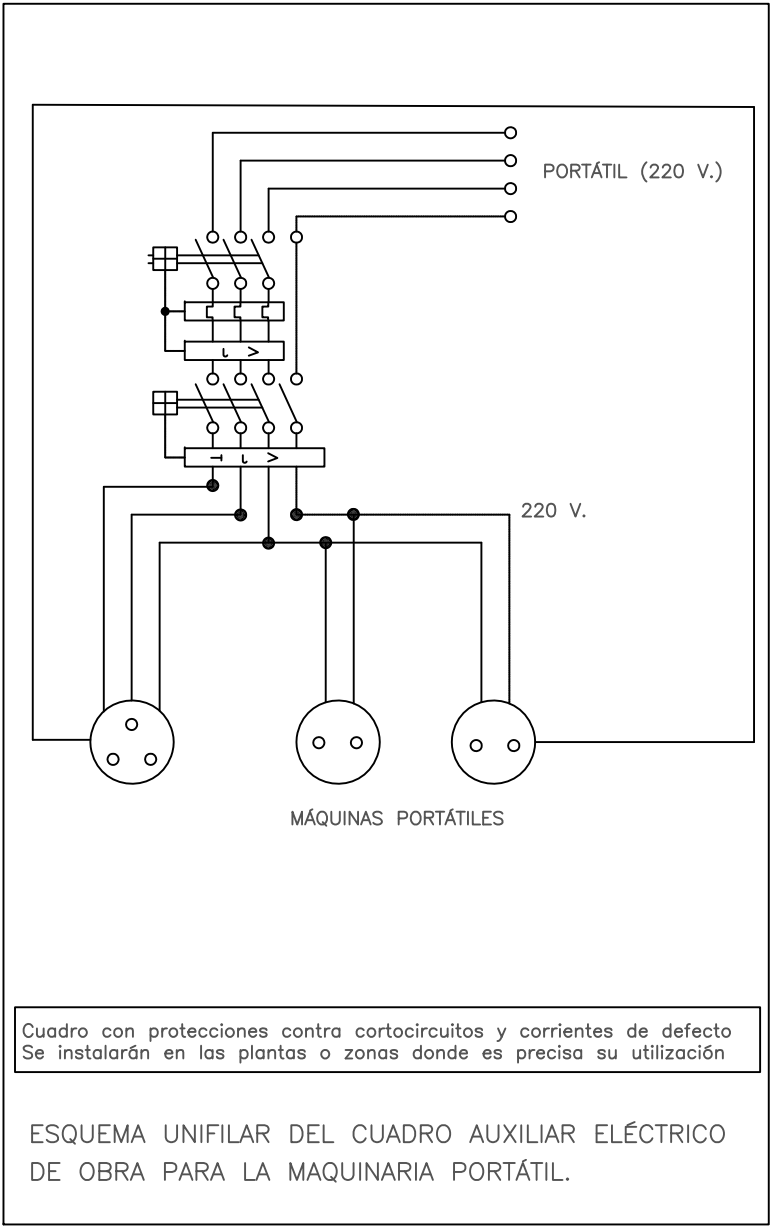 PORTÁTIL (220 V.)
220 V.
MÁQUINAS PORTÁTILES
Cuadro con protecciones contra cortocircuitos y corrientes de defecto
Se instalarán en las plantas o zonas donde es precisa su utilización
ESQUEMA UNIFILAR DEL CUADRO AUXILIAR ELÉCTRICO
DE OBRA PARA LA MAQUINARIA PORTÁTIL.